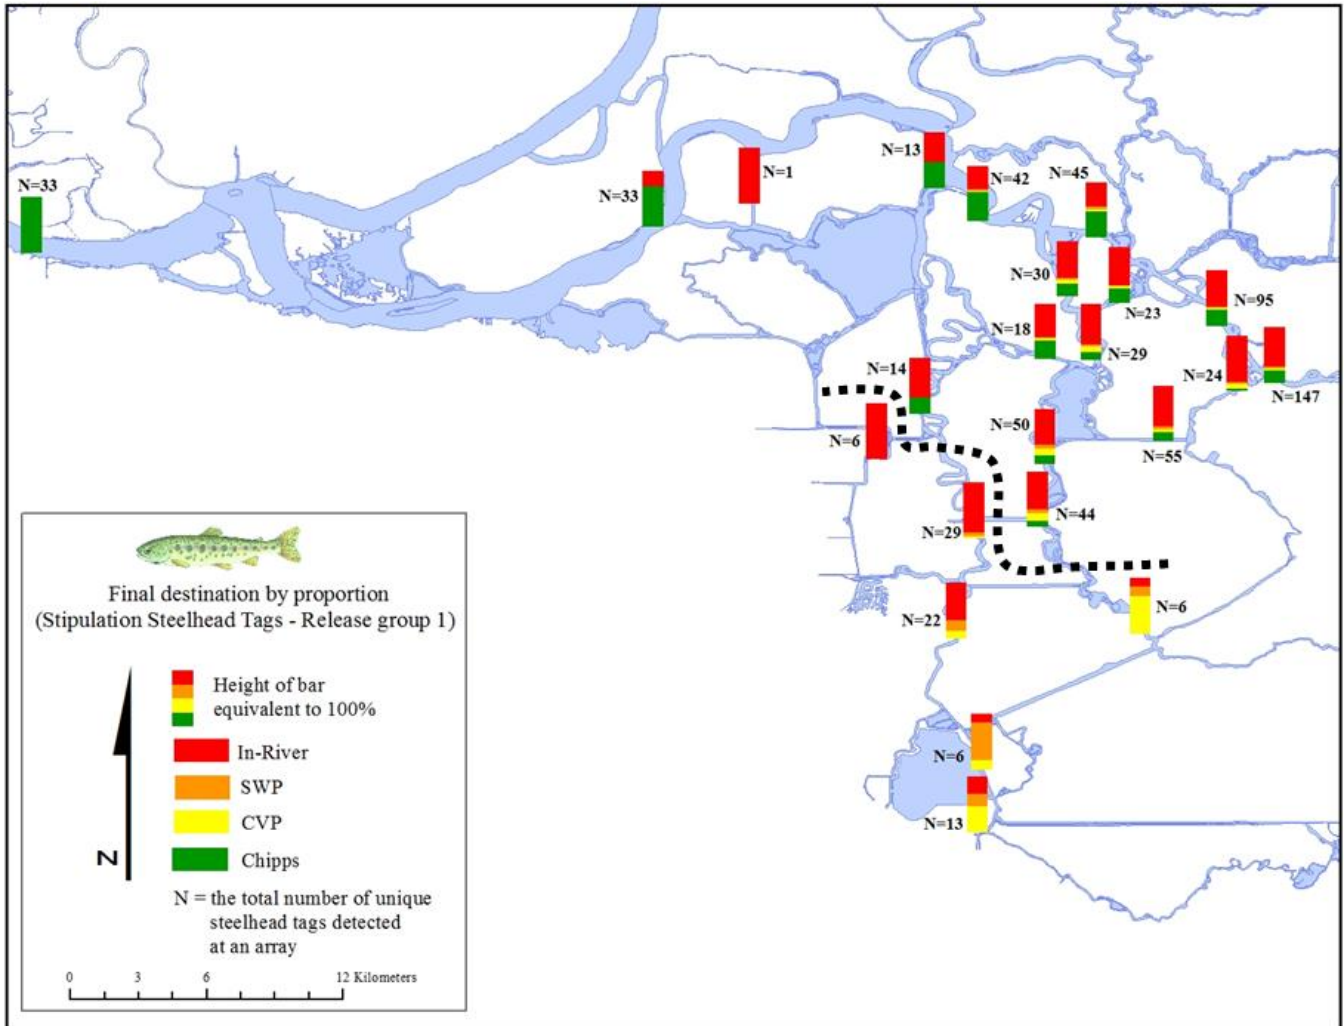 N=33
N=33
N=1
N=13
N=42
N=45
N=30
N=23
N=95
N=18
N=29
N=24
N=147
N=14
N=6
N=50
N=55
N=29
N=44
N=22
N=6
N=6
N=13
Final destination by proportion
(Stipulation Steelhead Tags - Release group 1)
Height of bar
equivalent to 100%
In-River
SWP
CVP
Chipps
N
N = the total number of unique
steelhead tags detected
at an array
0 3 6 12 Kilometers